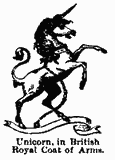 Unicorn, in British
Royal Coat of Arms.